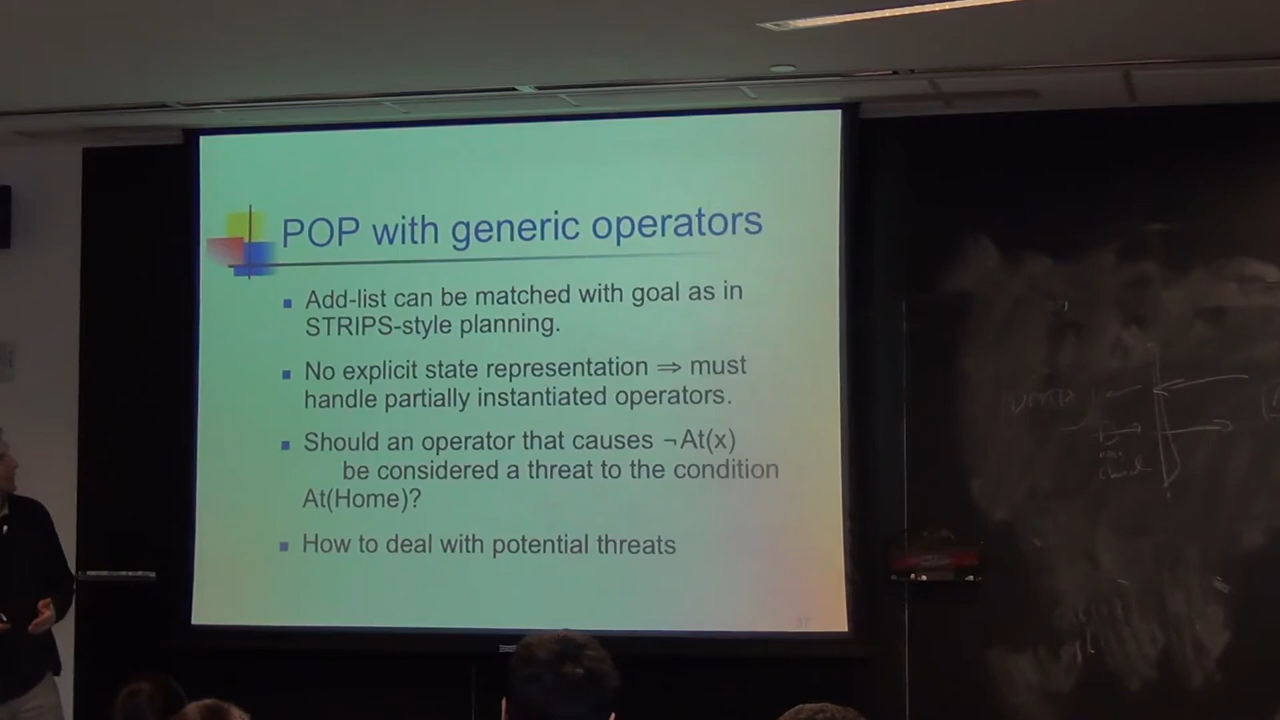 POP with generic operators
Add-list can be matched with goal as in
STRIPS-style planning.
No explicit state representation ⇒ must
handle partially instantiated operators.
Should an operator that causes ¬At(x)
be considered a threat to the condition
At(Home)?
How to deal with potential threats
37